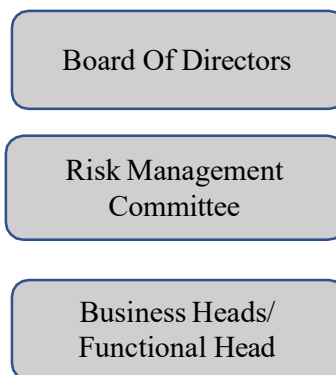 Board Of Directors
Risk Management
Committee
Business Heads/
Functional Head